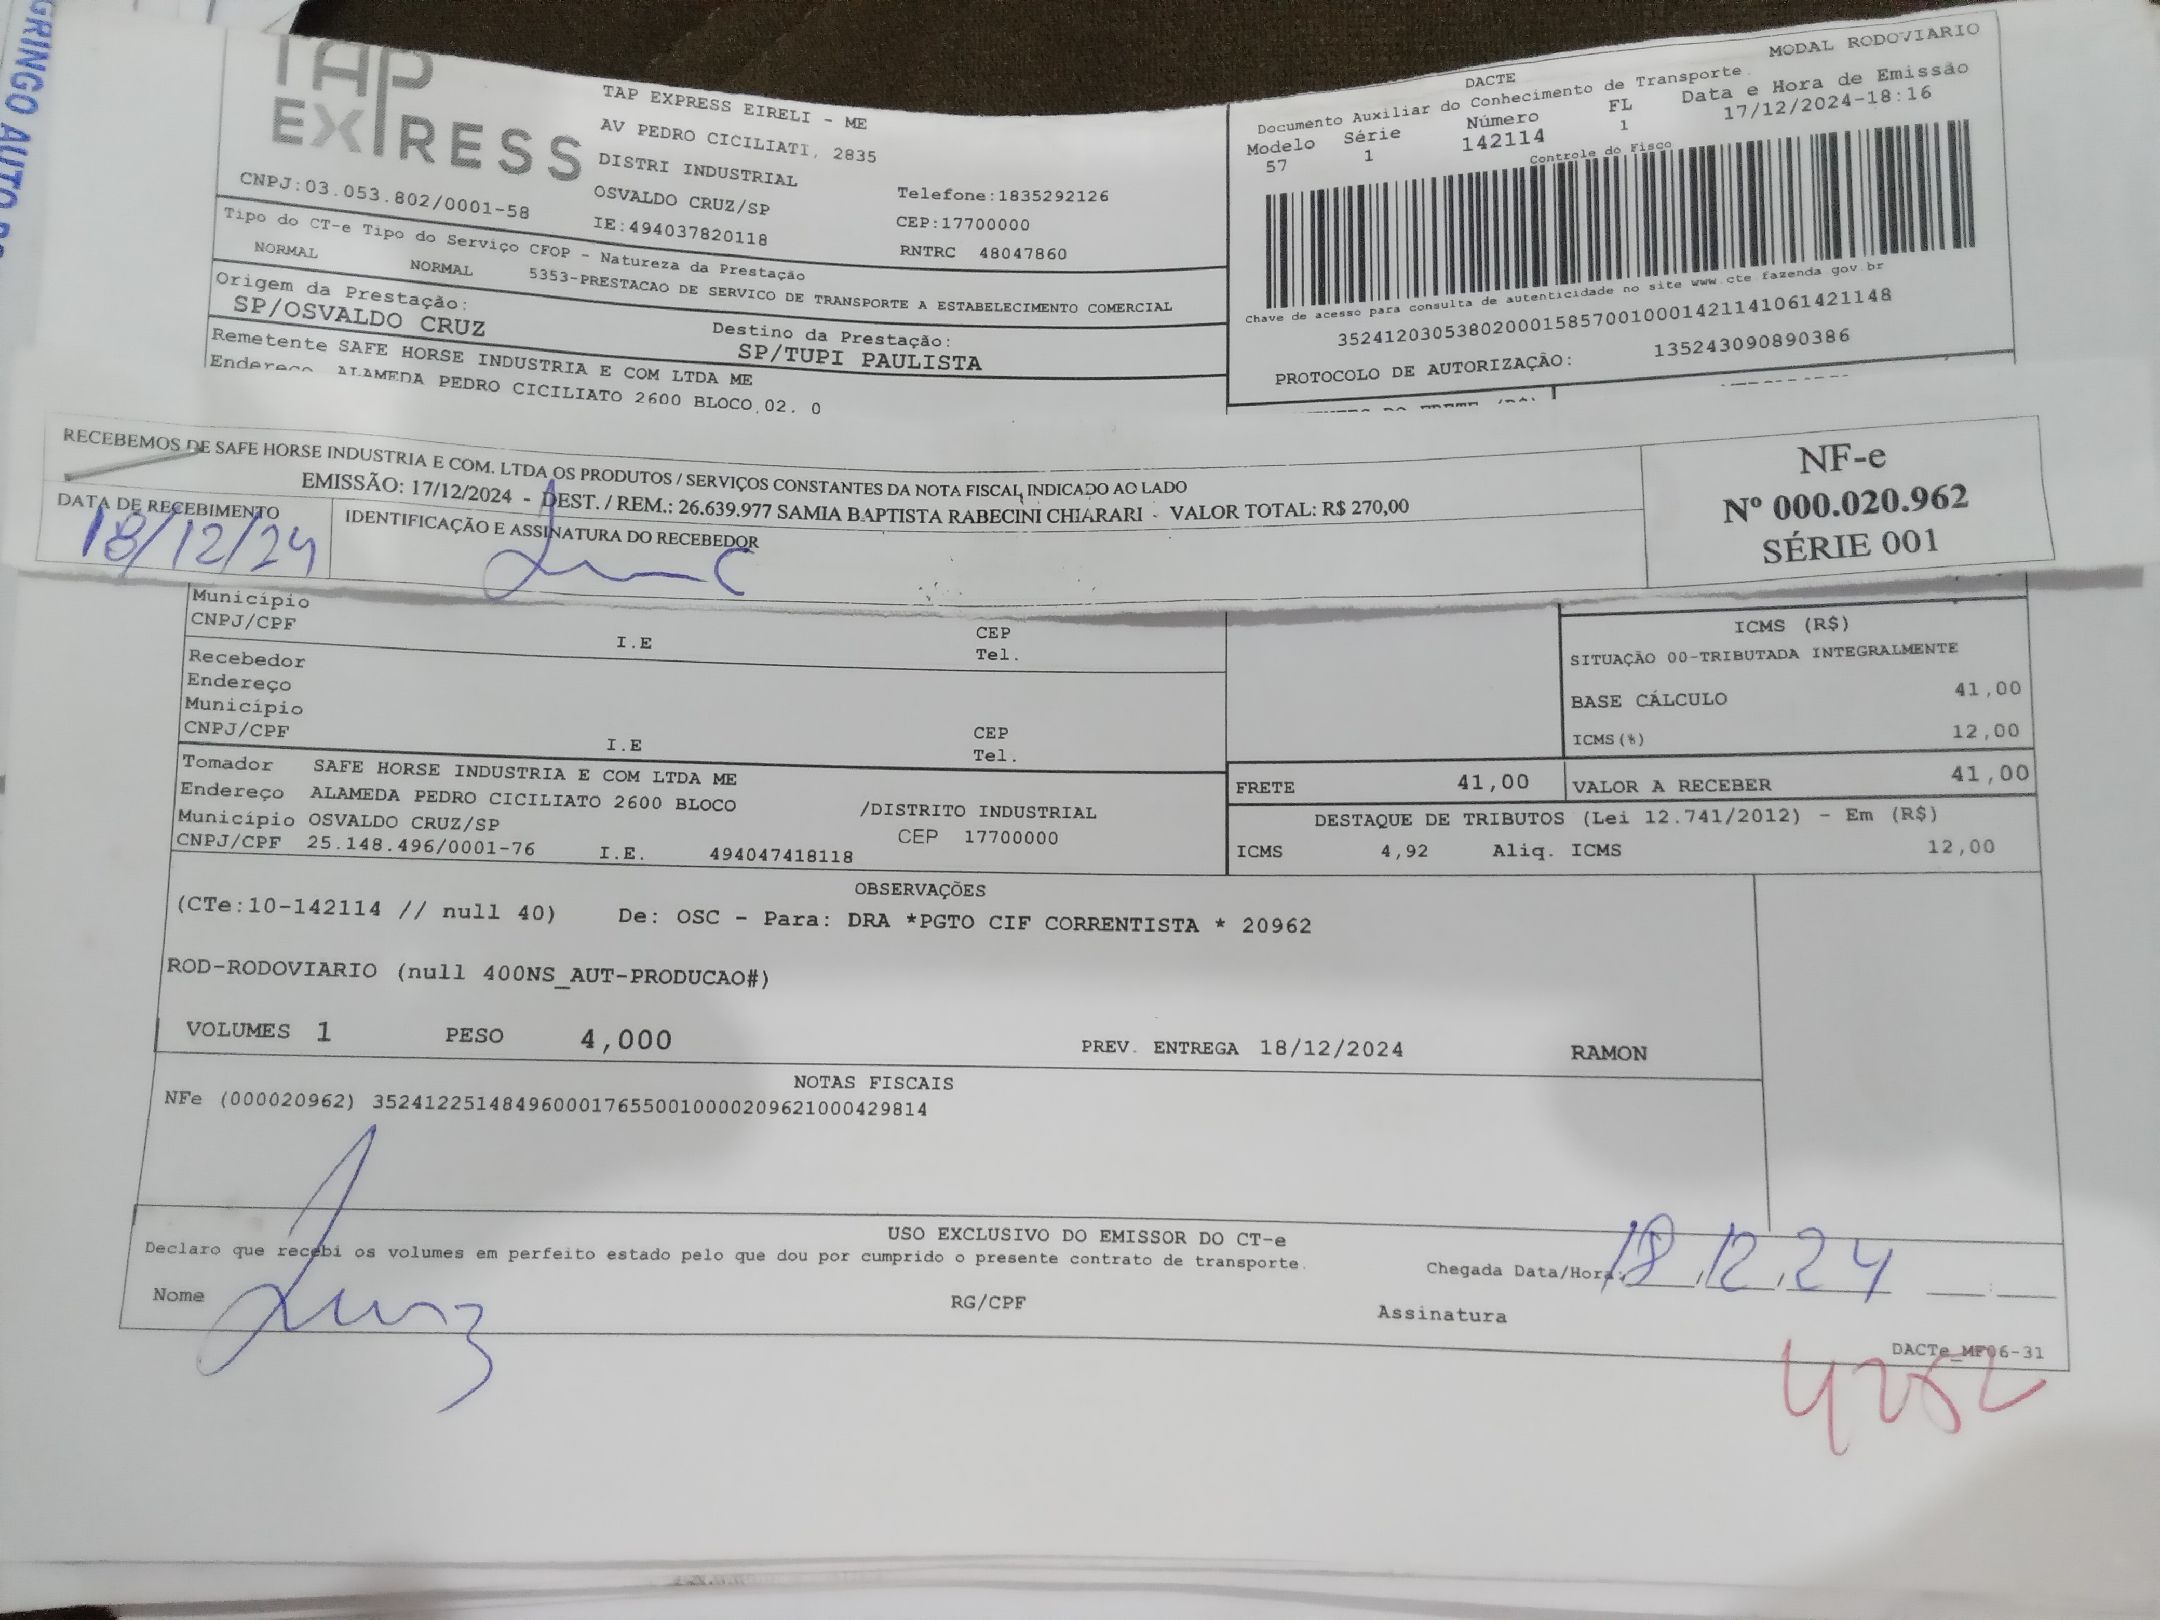 GRINGO AUTO
TAP
EXPRESS
TAP EXPRESS EIRELI - ME
AV PEDRO CICILIATI, 2835
DISTRI INDUSTRIAL
OSVALDO CRUZ/SP
Telefone:1835292126
CNPJ:03.053.802/0001-58
IE:494037820118
CEP:17700000
RNTRC 48047860
Tipo do CT-e Tipo do Serviço CFOP - Natureza da Prestação
NORMAL NORMAL 5353-PRESTACAO DE SERVICO DE TRANSPORTE A ESTABELECIMENTO COMERCIAL
Origem da Prestação:
SP/OSVALDO CRUZ
Destino da Prestação:
SP/TUPI PAULISTA
Remetente SAFE HORSE INDUSTRIA E COM LTDA ME
Endereço ALAMEDA PEDRO CICILIATO 2600 BLOCO 02. 0
DACTE
MODAL RODOVIARIO
Documento Auxiliar do Conhecimento de Transporte.
Modelo Série Número FL Data e Hora de Emissão
57 1 142114 1 17/12/2024-18:16
Controle do Fisco
Chave de acesso para consulta de autenticidade no site www.cte.fazenda.gov.br
35241203053802000158570010001421141061421148
PROTOCOLO DE AUTORIZAÇÃO: 135243090890386
RECEBEMOS DE SAFE HORSE INDUSTRIA E COM. LTDA OS PRODUTOS / SERVIÇOS CONSTANTES DA NOTA FISCAL INDICADO AO LADO
EMISSÃO: 17/12/2024 - DEST. / REM.: 26.639.977 SAMIA BAPTISTA RABECINI CHIARARI - VALOR TOTAL: R$ 270,00
DATA DE RECEBIMENTO
18/12/24
IDENTIFICAÇÃO E ASSINATURA DO RECEBEDOR
NF-e
Nº 000.020.962
SÉRIE 001
Município
CNPJ/CPF I.E CEP
Tel.
Recebedor
Endereço
Município
CNPJ/CPF I.E CEP
Tel.
ICMS (R$)
SITUAÇÃO 00-TRIBUTADA INTEGRALMENTE
BASE CÁLCULO 41,00
ICMS(%) 12,00
Tomador SAFE HORSE INDUSTRIA E COM LTDA ME
Endereço ALAMEDA PEDRO CICILIATO 2600 BLOCO /DISTRITO INDUSTRIAL
Município OSVALDO CRUZ/SP CEP 17700000
CNPJ/CPF 25.148.496/0001-76 I.E. 494047418118
FRETE 41,00 VALOR A RECEBER 41,00
DESTAQUE DE TRIBUTOS (Lei 12.741/2012) - Em (R$)
ICMS 4,92 Aliq. ICMS 12,00
OBSERVAÇÕES
(CTe:10-142114 // null 40) De: OSC - Para: DRA *PGTO CIF CORRENTISTA * 20962
ROD-RODOVIARIO (null 400NS_AUT-PRODUCAO#)
VOLUMES 1 PESO 4,000 PREV. ENTREGA 18/12/2024 RAMON
NOTAS FISCAIS
NFe (000020962) 35241225148496000176550010000209621000429814
USO EXCLUSIVO DO EMISSOR DO CT-e
Declaro que recebi os volumes em perfeito estado pelo que dou por cumprido o presente contrato de transporte.
Chegada Data/Hora: 18 12 24
Nome RG/CPF Assinatura
DACTe_MF06-31